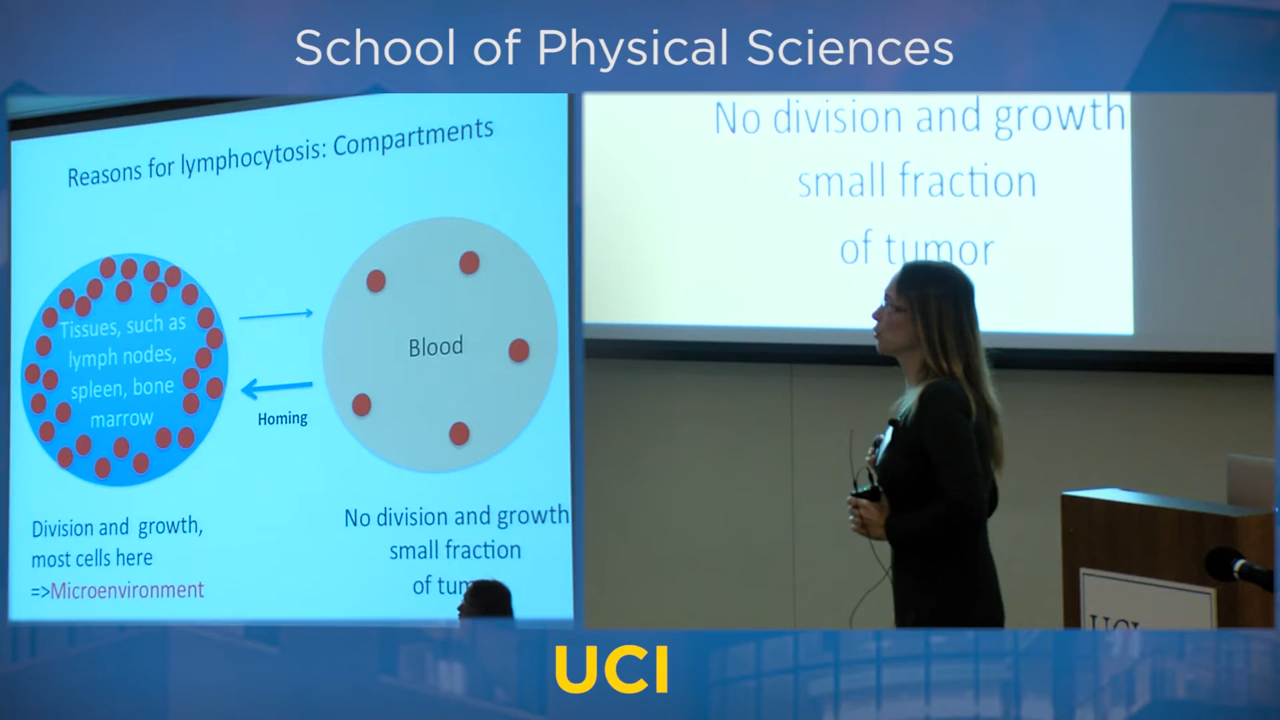 School of Physical Sciences
Reasons for lymphocytosis: Compartments
Tissues, such as
lymph nodes,
spleen, bone
marrow
Homing
Blood
Division and growth,
most cells here
=>Microenvironment
No division and growth
small fraction
of
No division and growth
small fraction
of tumor
UCI
UCI